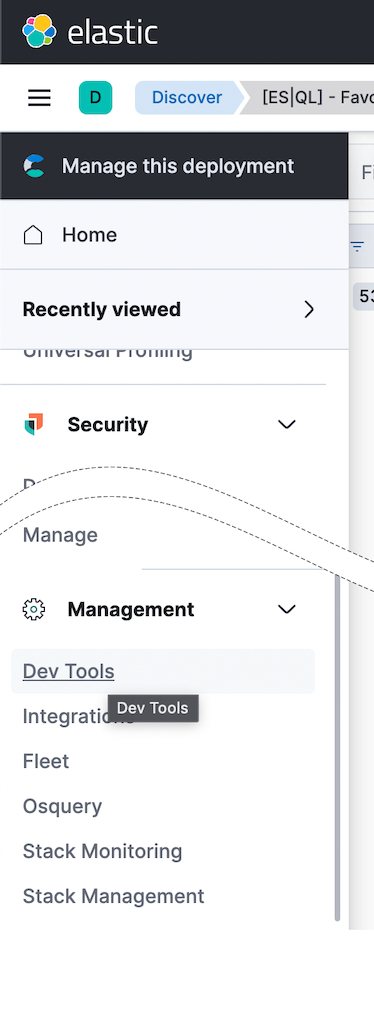 elastic
D
Discover
[ES|QL] - Favo
Manage this deployment
Fi
Home
Recently viewed
53
Universal Profiling
Security
Manage
Management
Dev Tools
Dev Tools
Integrations
Fleet
Osquery
Stack Monitoring
Stack Management